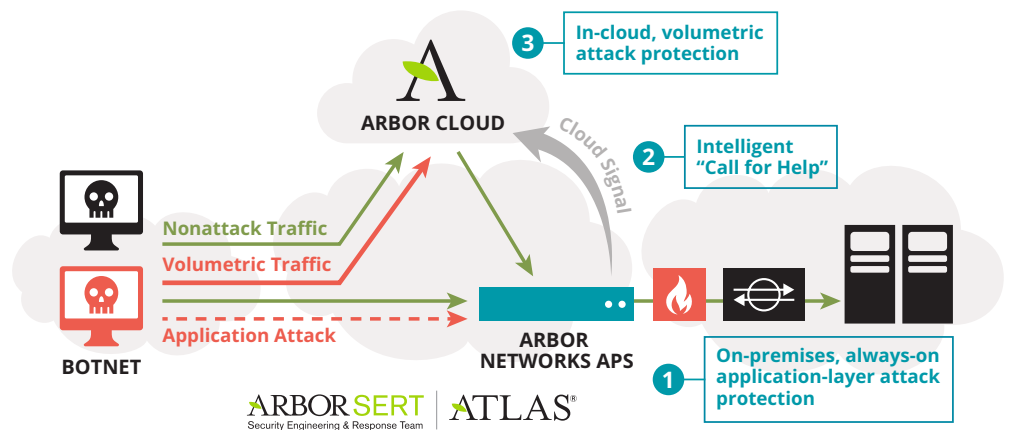 3
In-cloud, volumetric
attack protection
A
ARBOR CLOUD
Cloud Signal
2
Intelligent
“Call for Help”
Nonattack Traffic
Volumetric Traffic
Application Attack
BOTNET
ARBOR
NETWORKS APS
1
On-premises, always-on
application-layer attack
protection
ARBOR SERT
Security Engineering & Response Team
ATLAS®